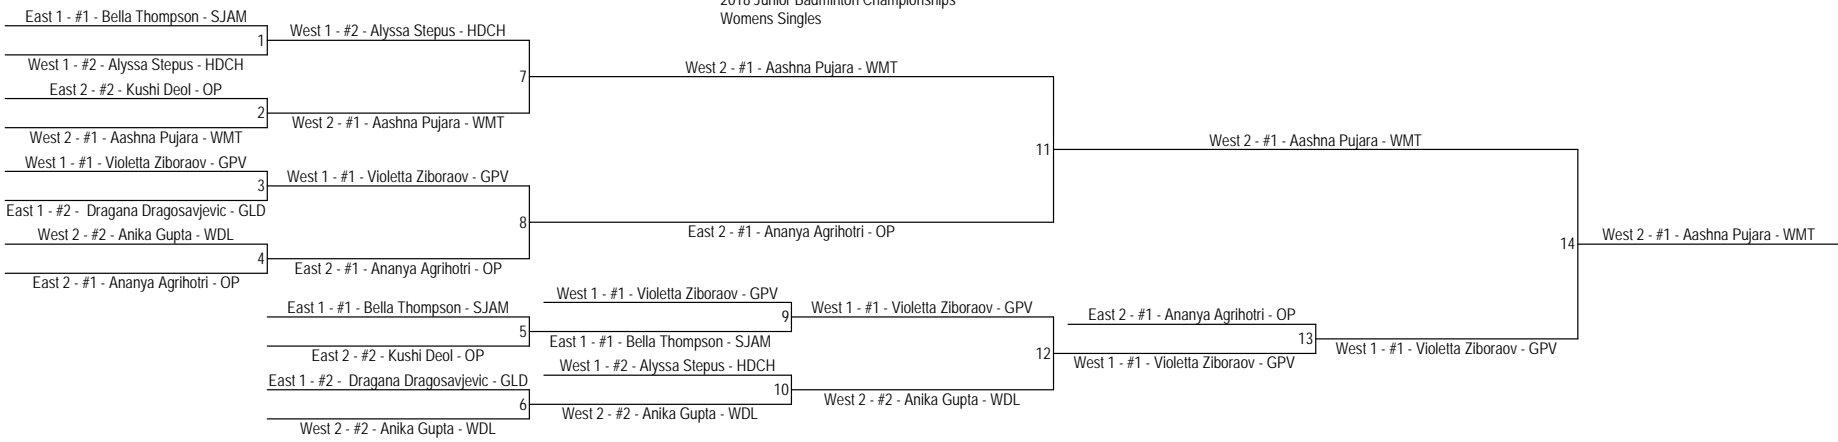 2018 Junior Badminton Championships
Womens Singles
East 1 - #1 - Bella Thompson - SJAM
1
West 1 - #2 - Alyssa Stepus - HDCH
East 2 - #2 - Kushi Deol - OP
2
West 2 - #1 - Aashna Pujara - WMT
West 1 - #1 - Violetta Ziboraov - GPV
3
East 1 - #2 -  Dragana Dragosavjevic - GLD
West 2 - #2 - Anika Gupta - WDL
4
East 2 - #1 - Ananya Agrihotri - OP
West 1 - #2 - Alyssa Stepus - HDCH
7
West 2 - #1 - Aashna Pujara - WMT
West 1 - #1 - Violetta Ziboraov - GPV
8
East 2 - #1 - Ananya Agrihotri - OP
East 1 - #1 - Bella Thompson - SJAM
5
East 2 - #2 - Kushi Deol - OP
East 1 - #2 -  Dragana Dragosavjevic - GLD
6
West 2 - #2 - Anika Gupta - WDL
West 2 - #1 - Aashna Pujara - WMT
11
East 2 - #1 - Ananya Agrihotri - OP
West 1 - #1 - Violetta Ziboraov - GPV
9
East 1 - #1 - Bella Thompson - SJAM
West 1 - #2 - Alyssa Stepus - HDCH
10
West 2 - #2 - Anika Gupta - WDL
West 1 - #1 - Violetta Ziboraov - GPV
12
West 2 - #2 - Anika Gupta - WDL
West 2 - #1 - Aashna Pujara - WMT
14
East 2 - #1 - Ananya Agrihotri - OP
13
West 1 - #1 - Violetta Ziboraov - GPV
West 1 - #1 - Violetta Ziboraov - GPV
West 2 - #1 - Aashna Pujara - WMT